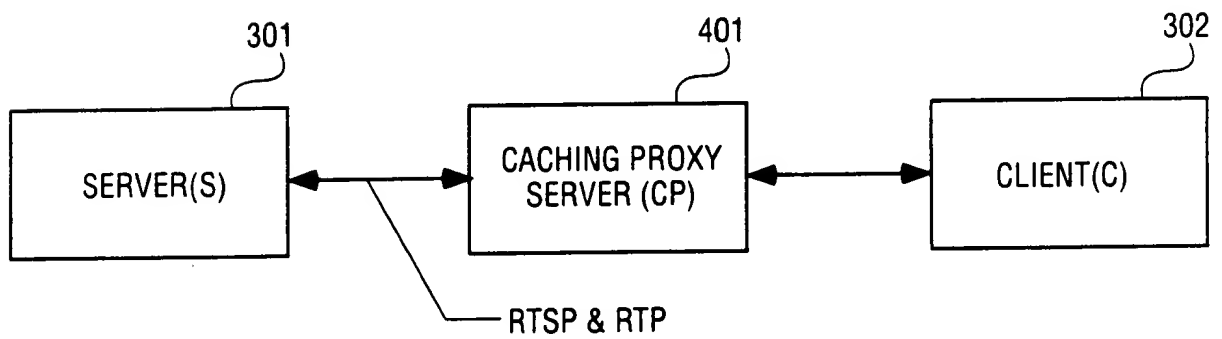 301
401
302
SERVER(S)
CACHING PROXY
SERVER (CP)
CLIENT(C)
RTSP & RTP